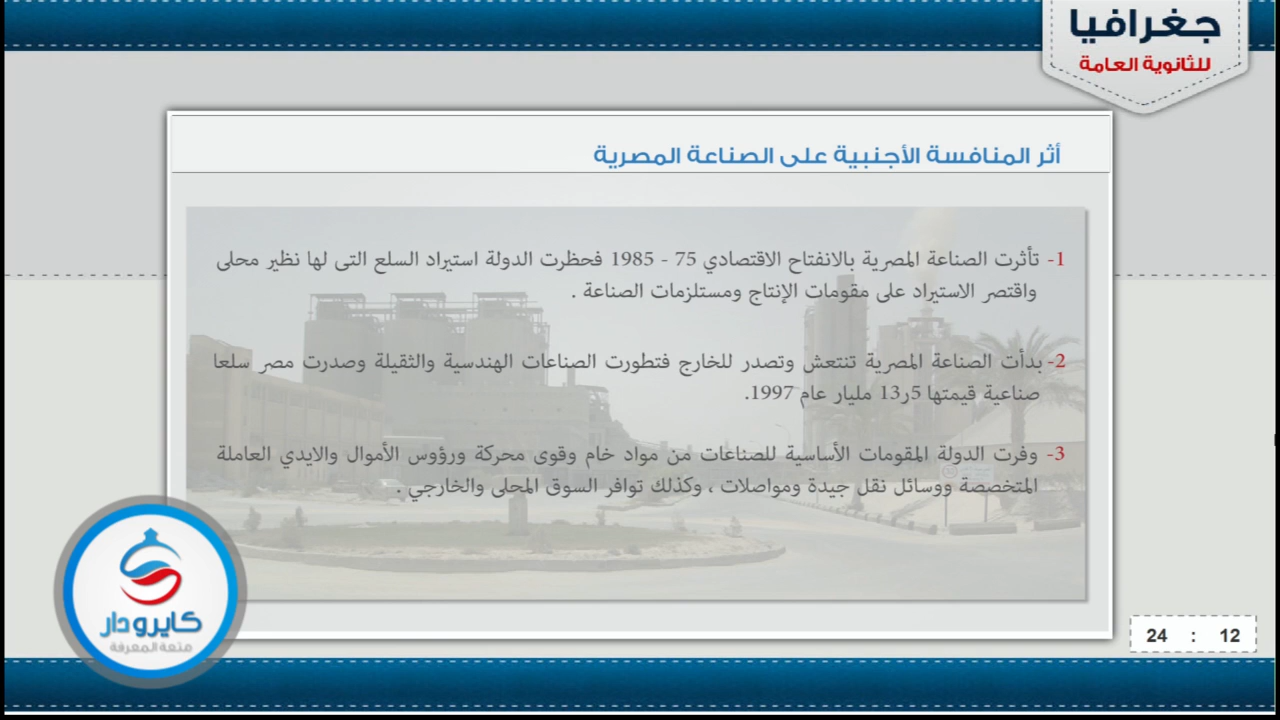 جغرافيا
للثانوية العامة
أثر المنافسة الأجنبية على الصناعة المصرية
1- تأثرت الصناعة المصرية بالانفتاح الاقتصادي 75 - 1985 فحظرت الدولة استيراد السلع التى لها نظير محلى
واقتصر الاستيراد على مقومات الإنتاج ومستلزمات الصناعة .
2- بدأت الصناعة المصرية تنتعش وتصدر للخارج فتطورت الصناعات الهندسية والثقيلة وصدرت مصر سلعا
صناعية قيمتها 5ر13 مليار عام 1997.
3- وفرت الدولة المقومات الأساسية للصناعات من مواد خام وقوى محركة ورؤوس الأموال والايدي العاملة
المتخصصة ووسائل نقل جيدة ومواصلات ، وكذلك توافر السوق المحلى والخارجي .
كايرودار
متعة المعرفة
24 : 12